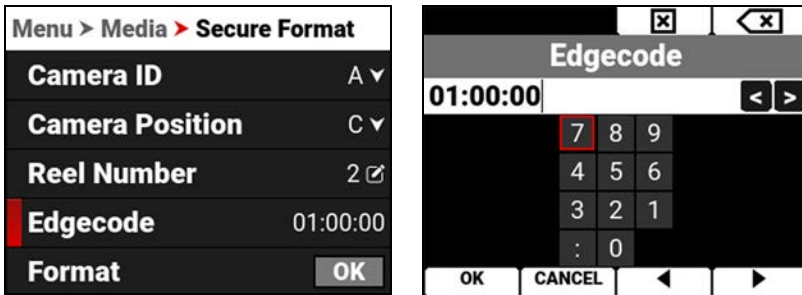 Menu > Media > Secure Format
Camera ID A
Camera Position C
Reel Number 2
Edgecode 01:00:00
Format OK
Edgecode
01:00:00 < >
7 8 9
4 5 6
3 2 1
: 0
OK CANCEL